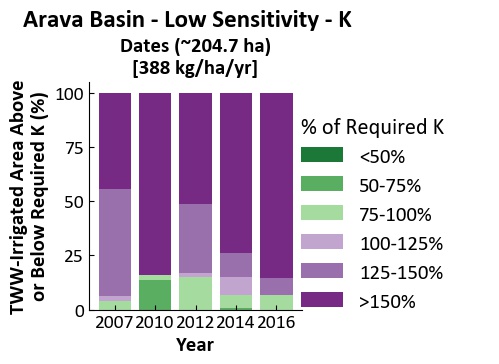 Arava Basin - Low Sensitivity - K
Dates (~204.7 ha)
[388 kg/ha/yr]
TWW-Irrigated Area Above
or Below Required K (%)
100
75
50
25
0
2007 2010 2012 2014 2016
Year
% of Required K
<50%
50-75%
75-100%
100-125%
125-150%
>150%